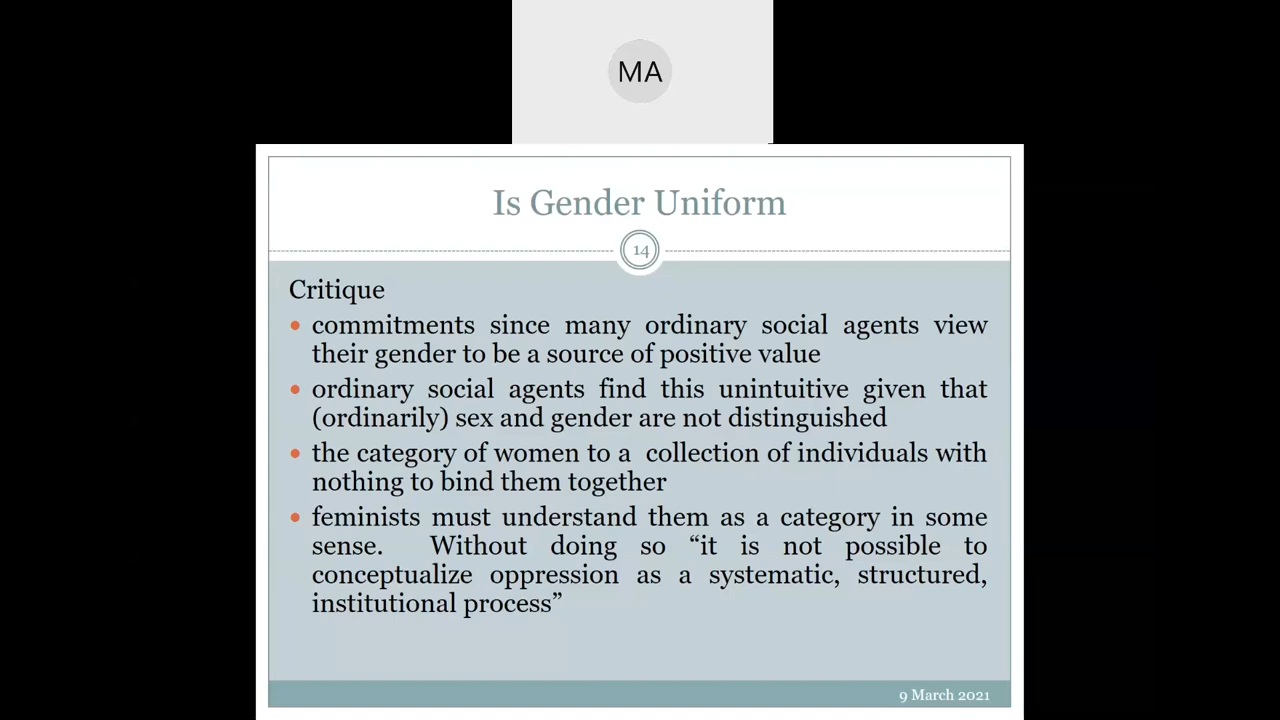 MA
Is Gender Uniform
14
Critique
commitments since many ordinary social agents view
their gender to be a source of positive value
ordinary social agents find this unintuitive given that
(ordinarily) sex and gender are not distinguished
the category of women to a collection of individuals with
nothing to bind them together
feminists must understand them as a category in some
sense. Without doing so “it is not possible to
conceptualize oppression as a systematic, structured,
institutional process”
9 March 2021